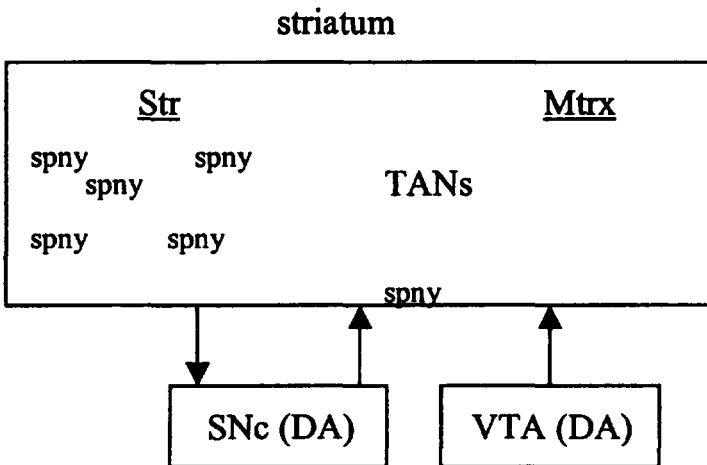 striatum
Str Mtrx
spny spny
spny TANs
spny spny
spny
SNc (DA) VTA (DA)